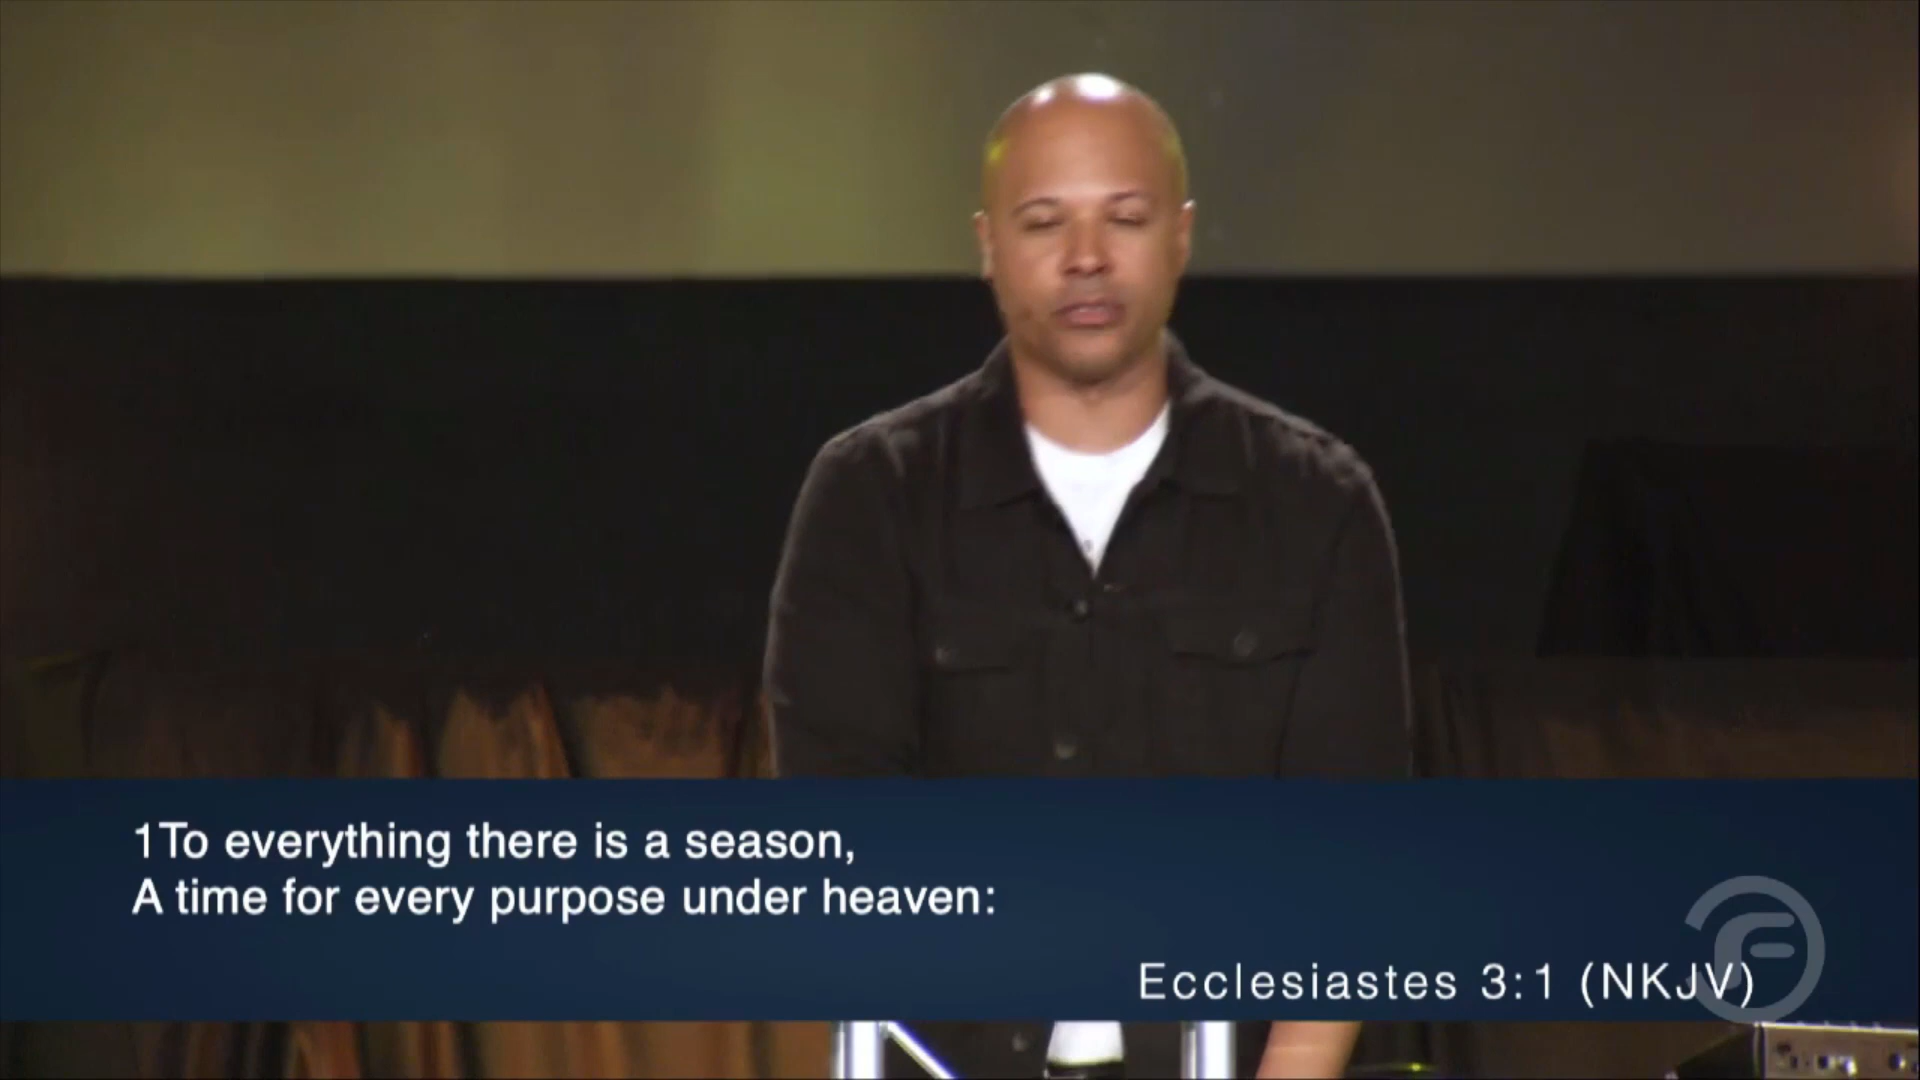 1To everything there is a season,
A time for every purpose under heaven:
Ecclesiastes 3:1 (NKJV)